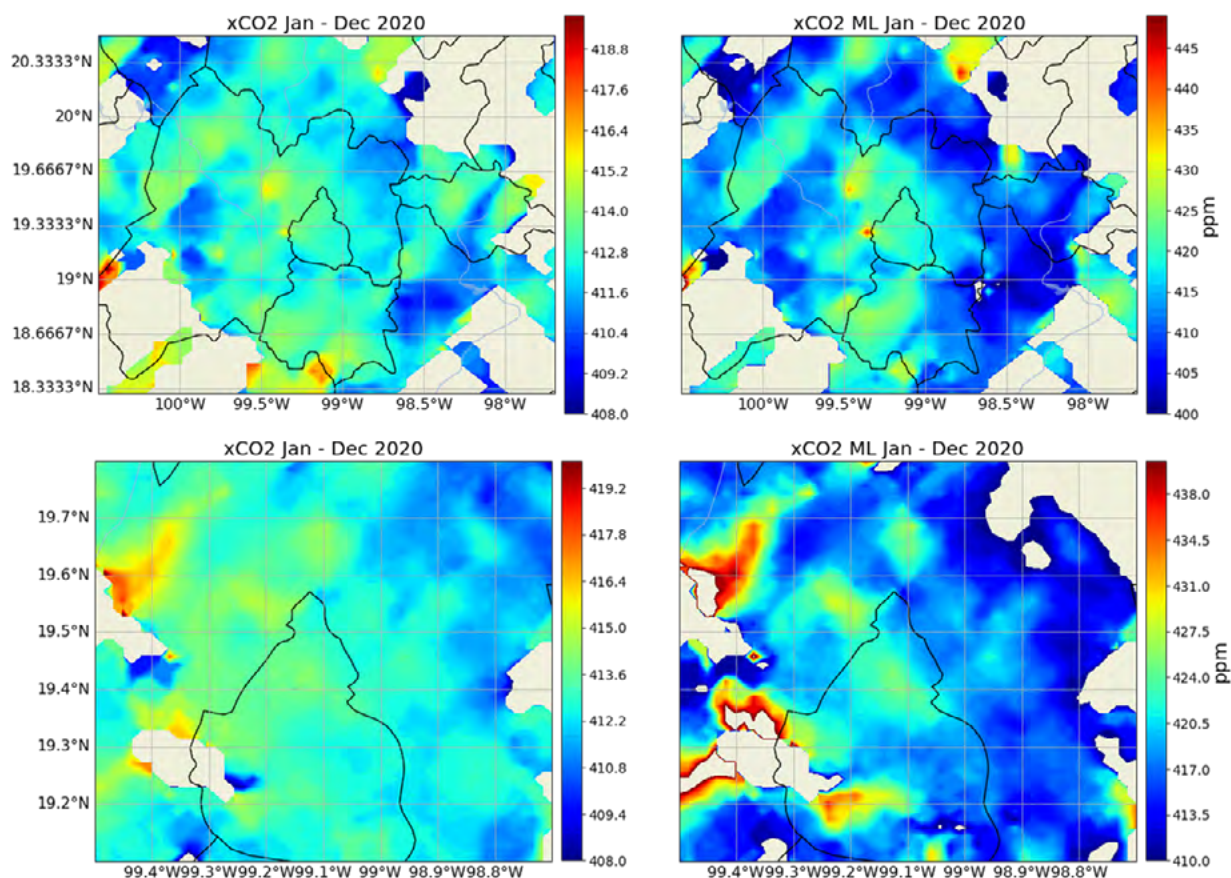 xCO2 Jan - Dec 2020
20.3333°N
20°N
19.6667°N
19.3333°N
19°N
18.6667°N
18.3333°N
100°W 99.5°W 99°W 98.5°W 98°W
418.8
417.6
416.4
415.2
414.0
412.8
411.6
410.4
409.2
408.0
xCO2 ML Jan - Dec 2020
100°W 99.5°W 99°W 98.5°W 98°W
445
440
435
430
425
420
415
410
405
400
ppm
xCO2 Jan - Dec 2020
19.7°N
19.6°N
19.5°N
19.4°N
19.3°N
19.2°N
99.4°W99.3°W99.2°W99.1°W 99°W 98.9°W98.8°W
419.2
417.8
416.4
415.0
413.6
412.2
410.8
409.4
408.0
xCO2 ML Jan - Dec 2020
99.4°W99.3°W99.2°W99.1°W 99°W 98.9°W98.8°W
438.0
434.5
431.0
427.5
424.0
420.5
417.0
413.5
410.0
ppm